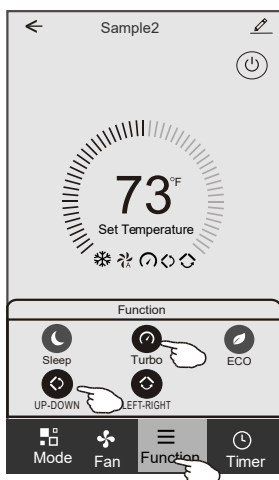 Sample2
73°F
Set Temperature
A
Function
Sleep Turbo ECO
UP-DOWN LEFT-RIGHT
Mode Fan Function Timer